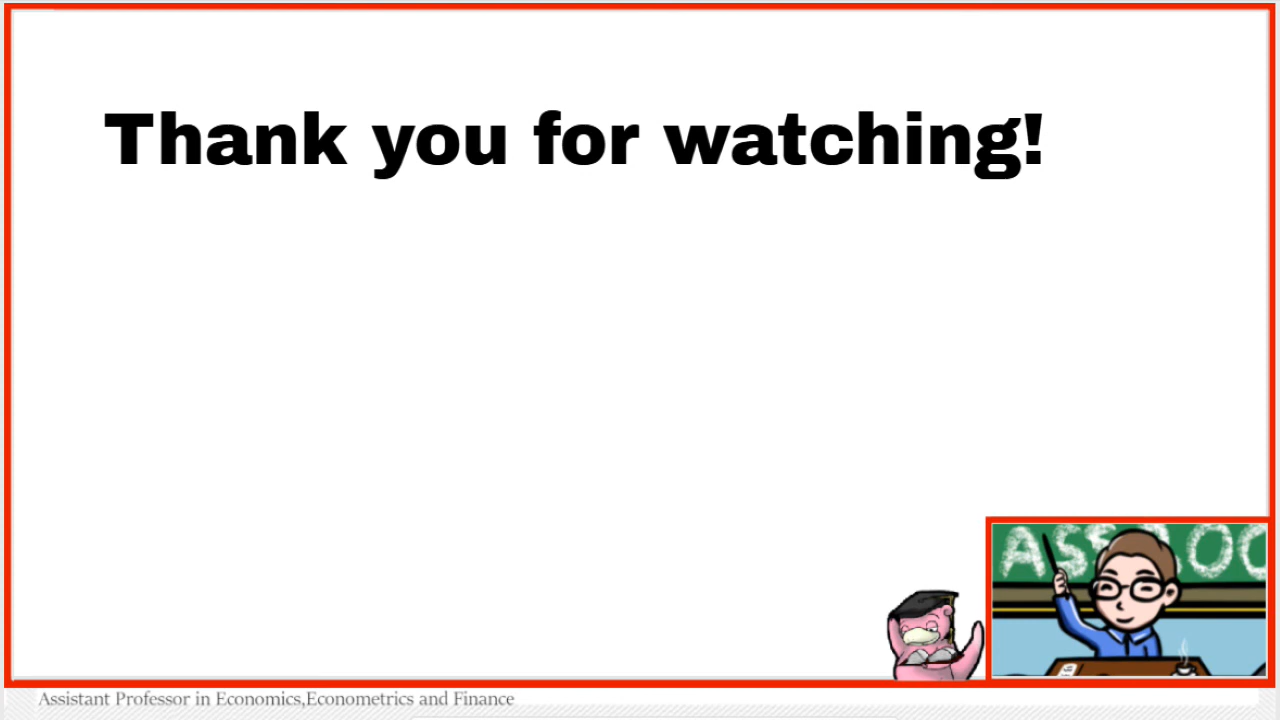 Thank you for watching!
Assistant Professor in Economics,Econometrics and Finance